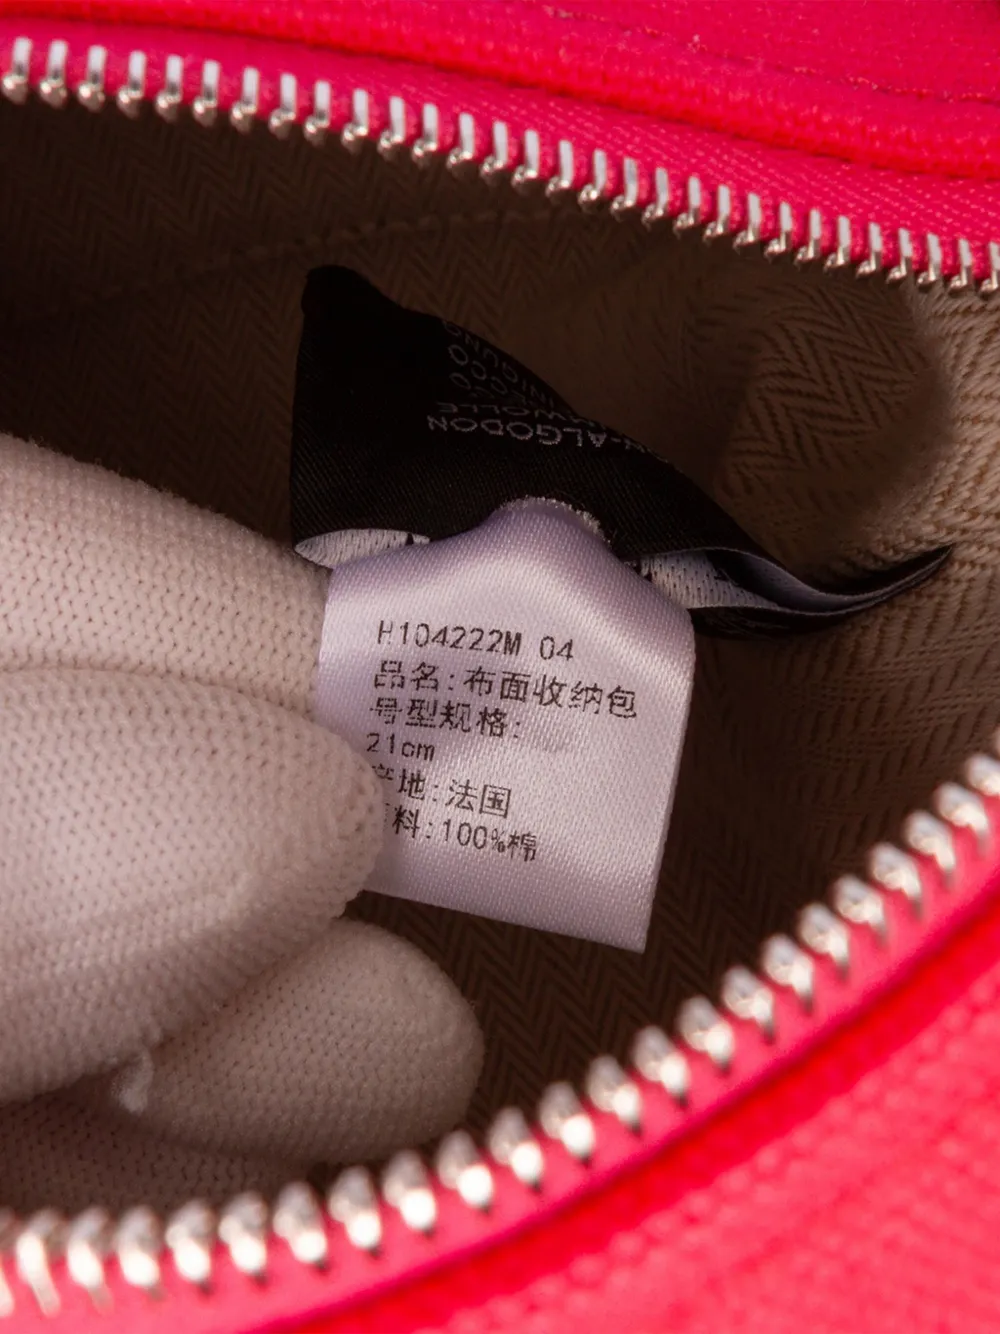 ALGODON
H104222M 04
品名:布面收纳包
号型规格:
21cm
产地:法国
料:100%棉